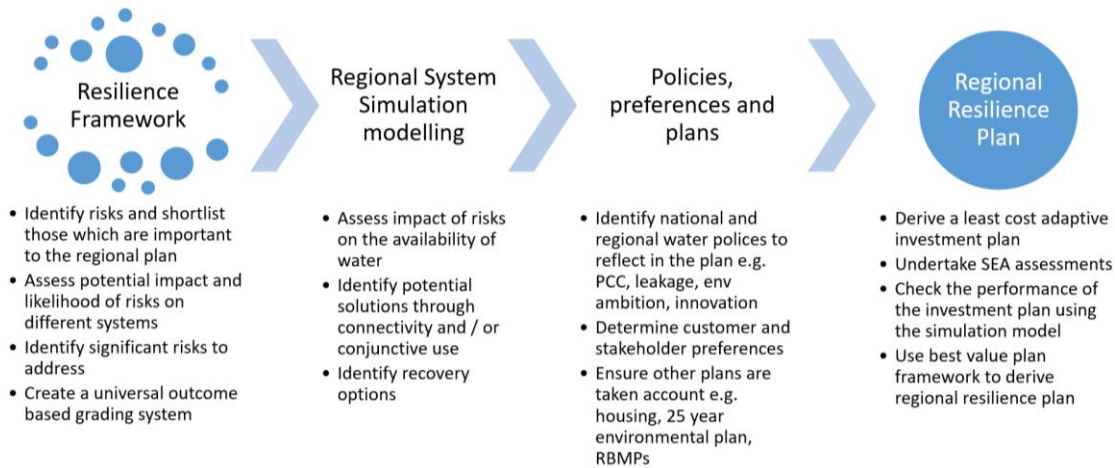 Resilience
Framework
• Identify risks and shortlist
those which are important
to the regional plan
• Assess potential impact and
likelihood of risks on
different systems
• Identify significant risks to
address
• Create a universal outcome
based grading system
Regional System
Simulation
modelling
• Assess impact of risks
on the availability of
water
• Identify potential
solutions through
connectivity and / or
conjunctive use
• Identify recovery
options
Policies,
preferences and
plans
• Identify national and
regional water polices to
reflect in the plan e.g.
PCC, leakage, env
ambition, innovation
• Determine customer and
stakeholder preferences
• Ensure other plans are
taken account e.g.
housing, 25 year
environmental plan,
RBMPs
Regional
Resilience
Plan
• Derive a least cost adaptive
investment plan
• Undertake SEA assessments
• Check the performance of
the investment plan using
the simulation model
• Use best value plan
framework to derive
regional resilience plan